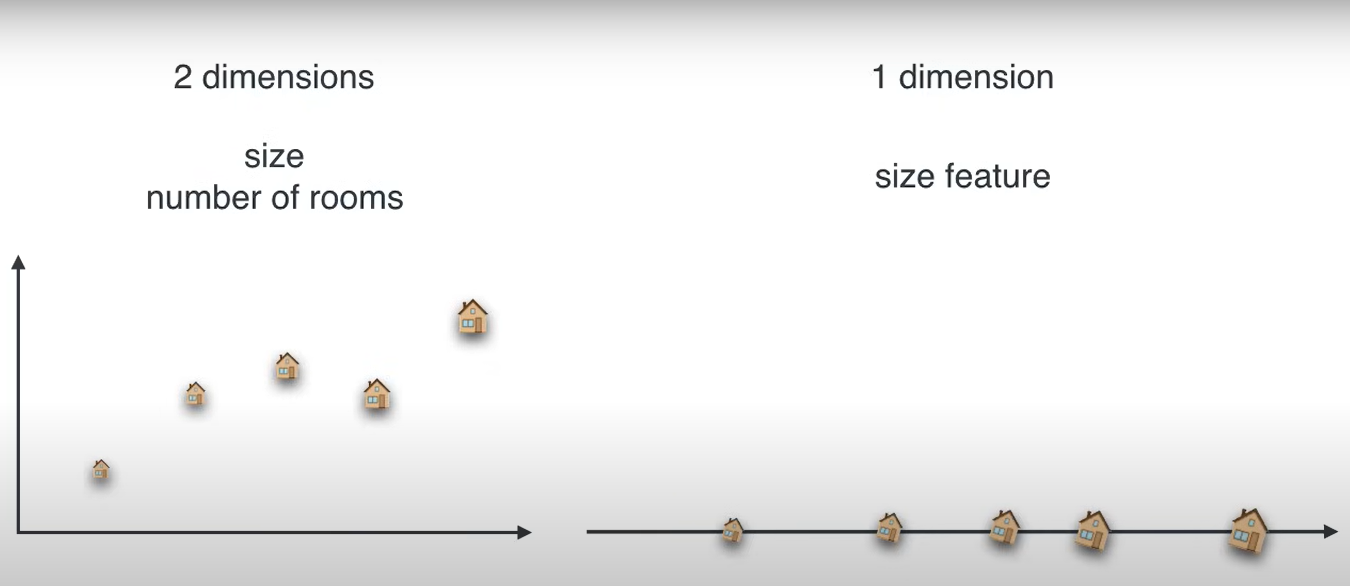 2 dimensions
size
number of rooms
1 dimension
size feature